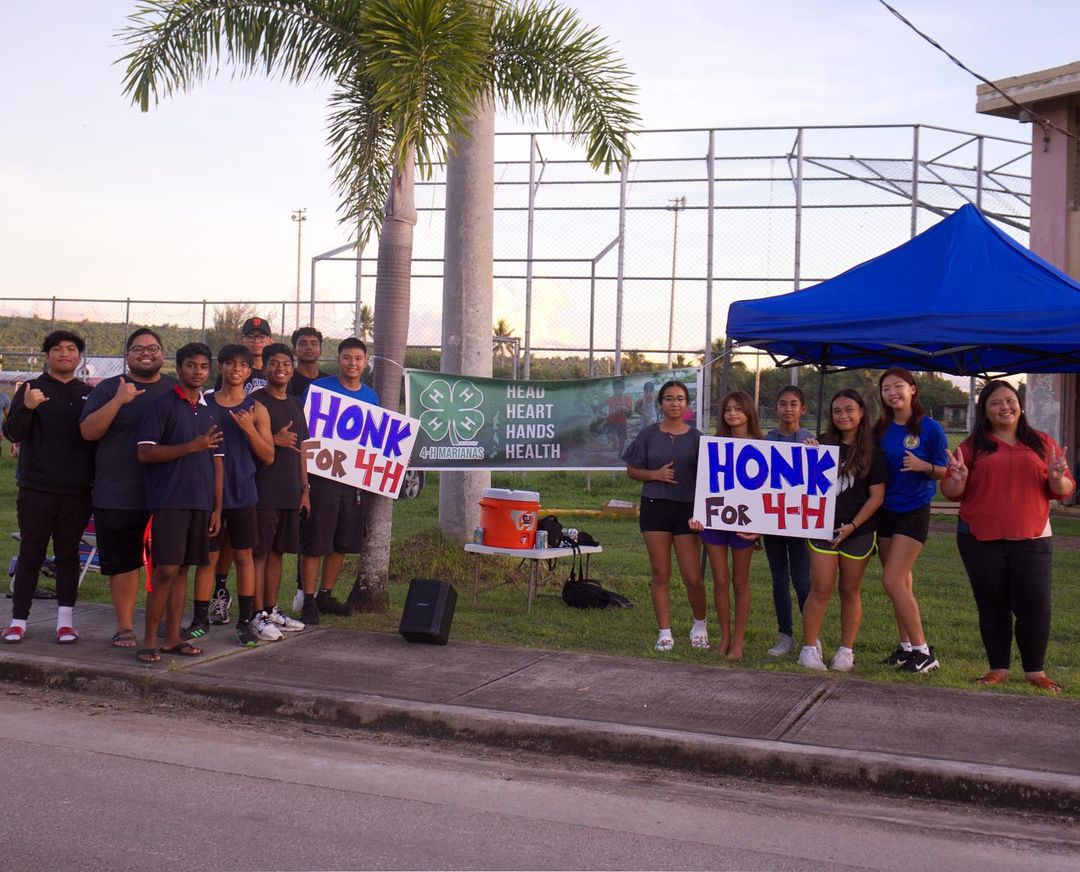 HONK
FOR 4-H
H H
H H
4-H MARIANAS
HEAD
HEART
HANDS
HEALTH
HONK
FOR 4-H